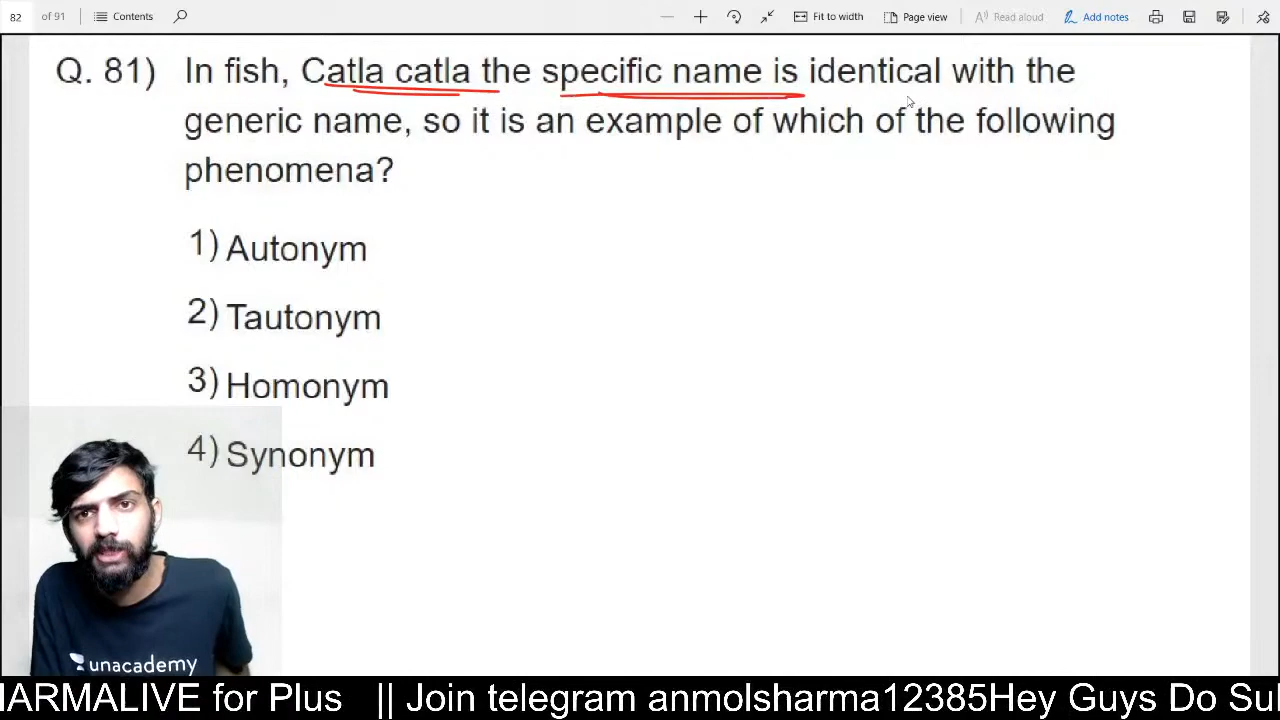 82 of 91 Contents Fit to width Page view Read aloud Add notes
Q. 81) In fish, Catla catla the specific name is identical with the
generic name, so it is an example of which of the following
phenomena?
1) Autonym
2) Tautonym
3) Homonym
4) Synonym
unacademy
HARMALIVE for Plus || Join telegram anmolsharma12385Hey Guys Do Su